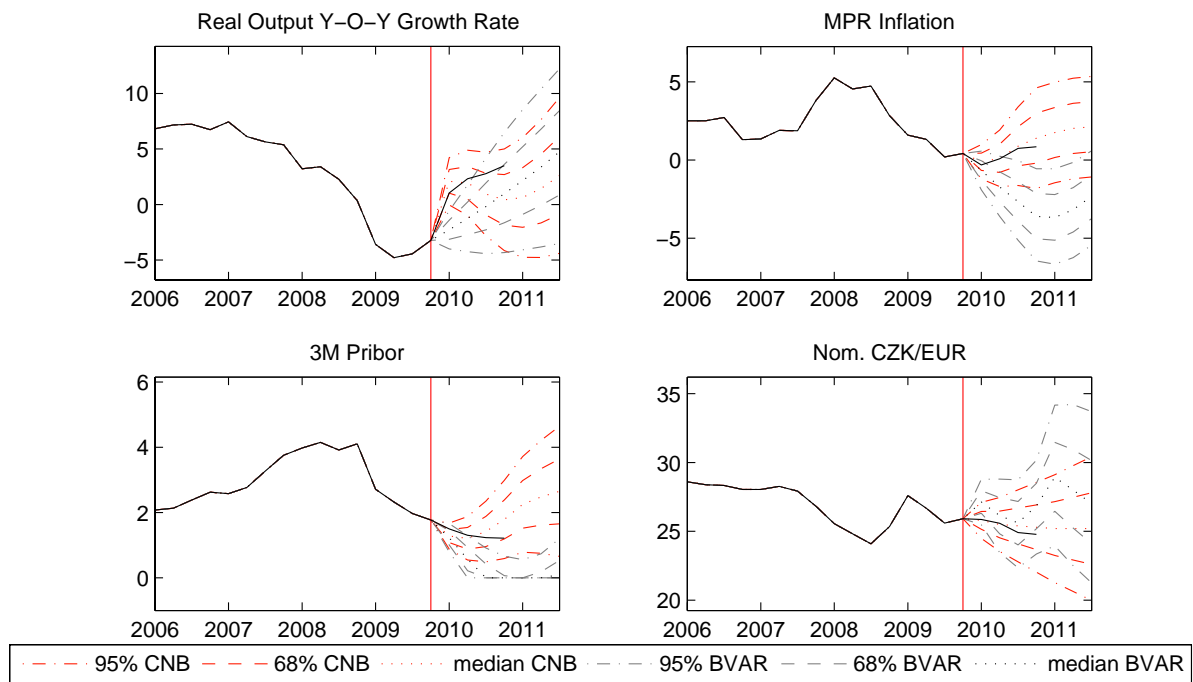 Real Output Y−O−Y Growth Rate
10
5
0
−5
2006 2007 2008 2009 2010 2011
MPR Inflation
5
0
−5
2006 2007 2008 2009 2010 2011
3M Pribor
6
4
2
0
2006 2007 2008 2009 2010 2011
Nom. CZK/EUR
35
30
25
20
2006 2007 2008 2009 2010 2011
95% CNB 68% CNB median CNB 95% BVAR 68% BVAR median BVAR